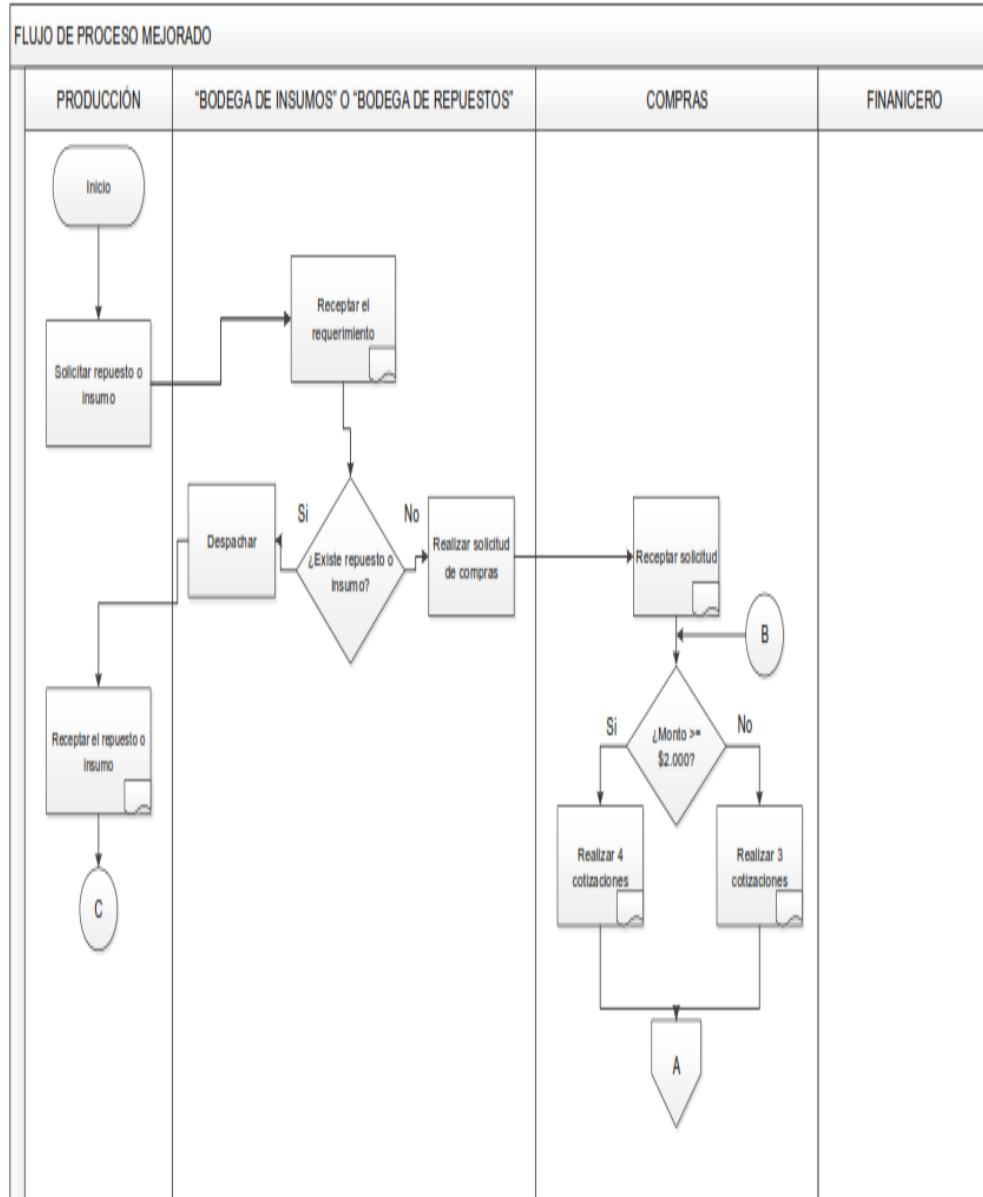 FLUJO DE PROCESO MEJORADO
PRODUCCIÓN
"BODEGA DE INSUMOS" O "BODEGA DE REPUESTOS"
COMPRAS
FINANICERO
Inicio
Solicitar repuesto o
insumo
Receptar el
requerimiento
¿Existe repuesto o
insumo?
Si
No
Despachar
Realizar solicitud
de compras
Receptar solicitud
B
Receptar el repuesto o
insumo
C
¿Monto >=
$2.000?
Si
No
Realizar 4
cotizaciones
Realizar 3
cotizaciones
A